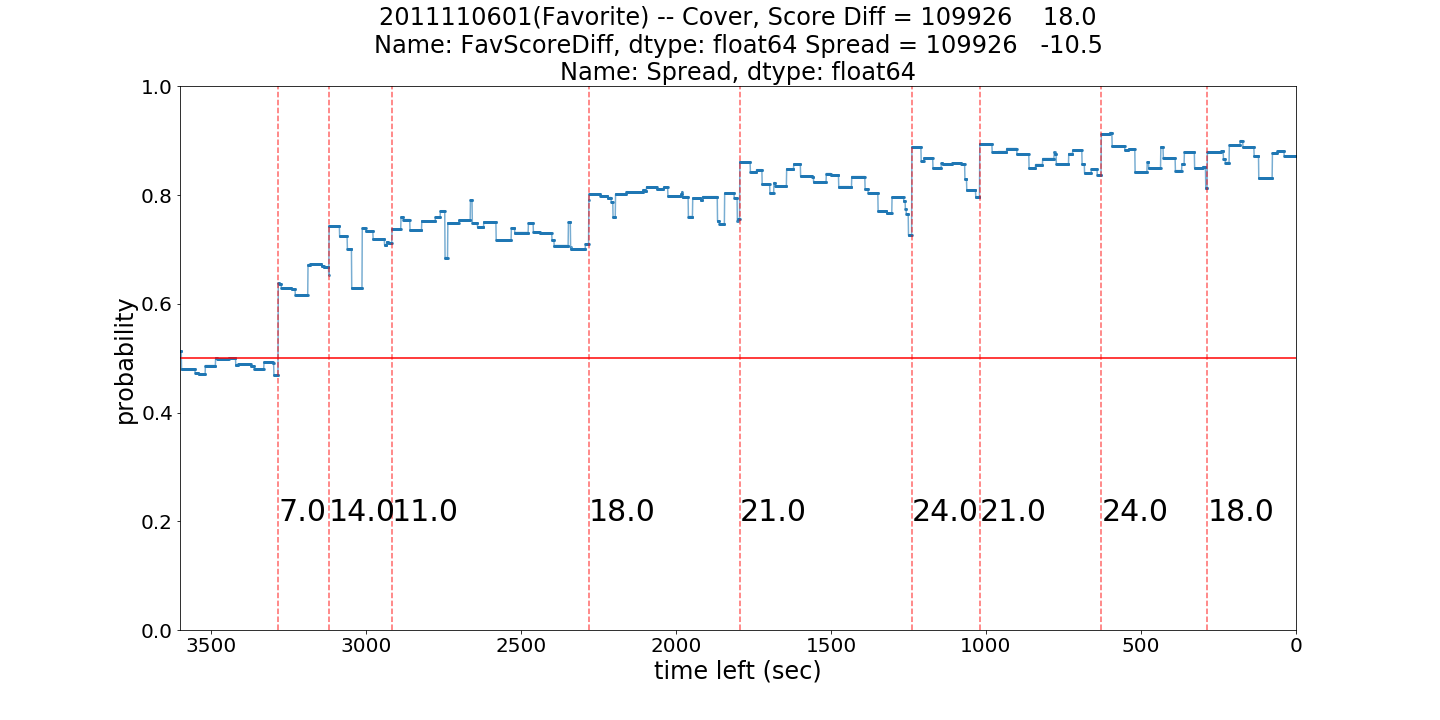 2011110601(Favorite) -- Cover, Score Diff = 109926    18.0
Name: FavScoreDiff, dtype: float64 Spread = 109926   -10.5
Name: Spread, dtype: float64
1.0
0.8
0.6
0.4
0.2
0.0
probability
7.0 14.0 11.0 18.0 21.0 24.0 21.0 24.0 18.0
3500 3000 2500 2000 1500 1000 500 0
time left (sec)